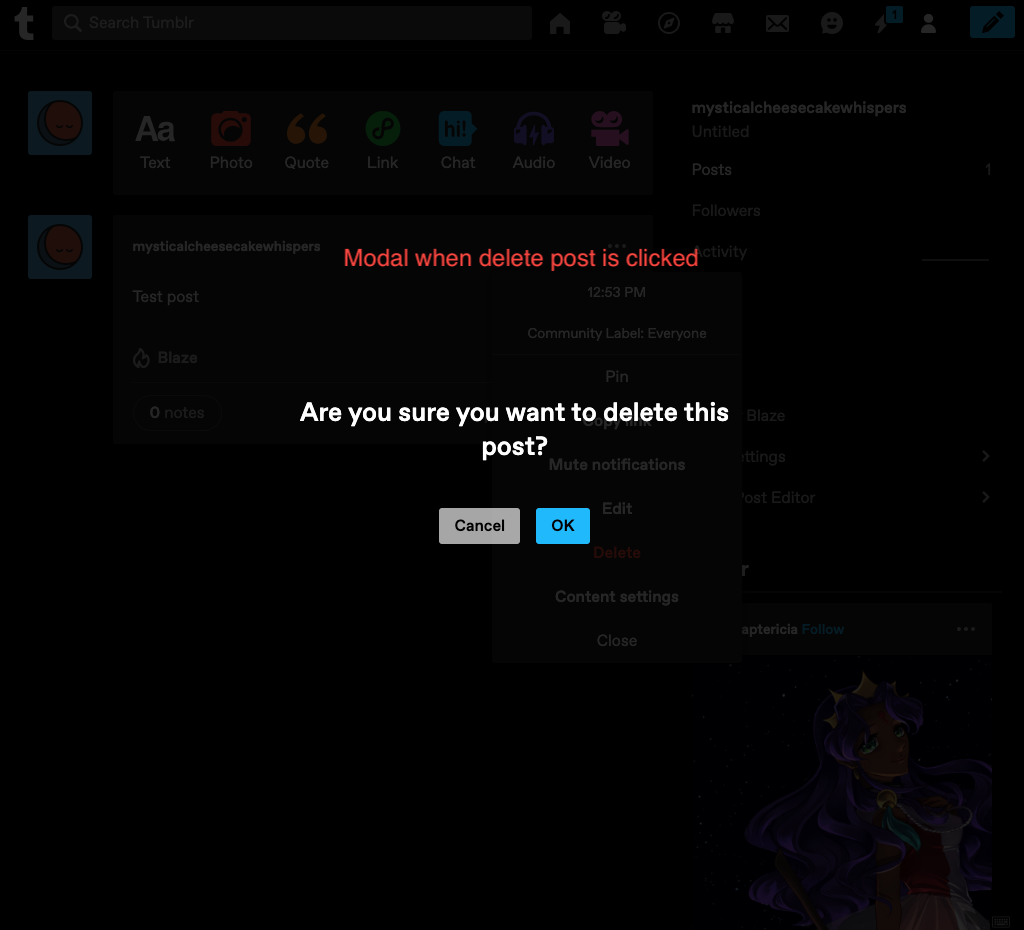 t
Search Tumblr
1
Aa
Text
Photo
Quote
Link
hi!
Chat
Audio
Video
mysticalcheesecakewhispers
Untitled
Posts 1
Followers
Activity
mysticalcheesecakewhispers
Modal when delete post is clicked
Test post
Blaze
0 notes
12:53 PM
Community Label: Everyone
Pin
Copy link
Mute notifications
Edit
Delete
Content settings
Close
Are you sure you want to delete this
post?
Cancel
OK
Blaze
ettings
Post Editor
r
aptericia Follow